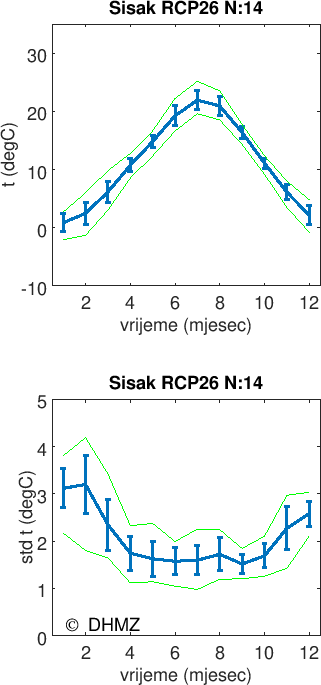 Sisak RCP26 N:14
30
20
10
0
-10
t (degC)
2 4 6 8 10 12
vrijeme (mjesec)
Sisak RCP26 N:14
5
4
3
2
1
0
std t (degC)
© DHMZ
2 4 6 8 10 12
vrijeme (mjesec)